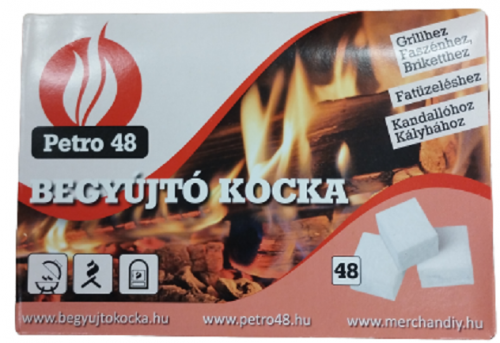 Grillhez
Faszénhez,
Briketthez
Fatüzeléshez
Kandallóhoz
Kályhához
Petro 48
BEGYÚJTÓ KOCKA
48
www.begyujtokocka.hu
www.petro48.hu
www.merchandiy.hu